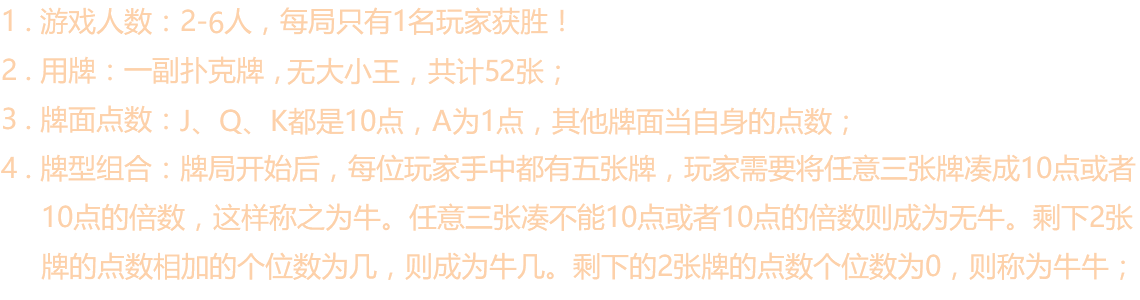 1 . 游戏人数：2-6人，每局只有1名玩家获胜！
2 . 用牌：一副扑克牌 , 无大小王，共计52张；
3 . 牌面点数：J、Q、K都是10点，A为1点，其他牌面当自身的点数；
4 . 牌型组合：牌局开始后，每位玩家手中都有五张牌，玩家需要将任意三张牌凑成10点或者
10点的倍数，这样称之为牛。任意三张凑不能10点或者10点的倍数则成为无牛。剩下2张
牌的点数相加的个位数为几，则成为牛几。剩下的2张牌的点数个位数为0，则称为牛牛；